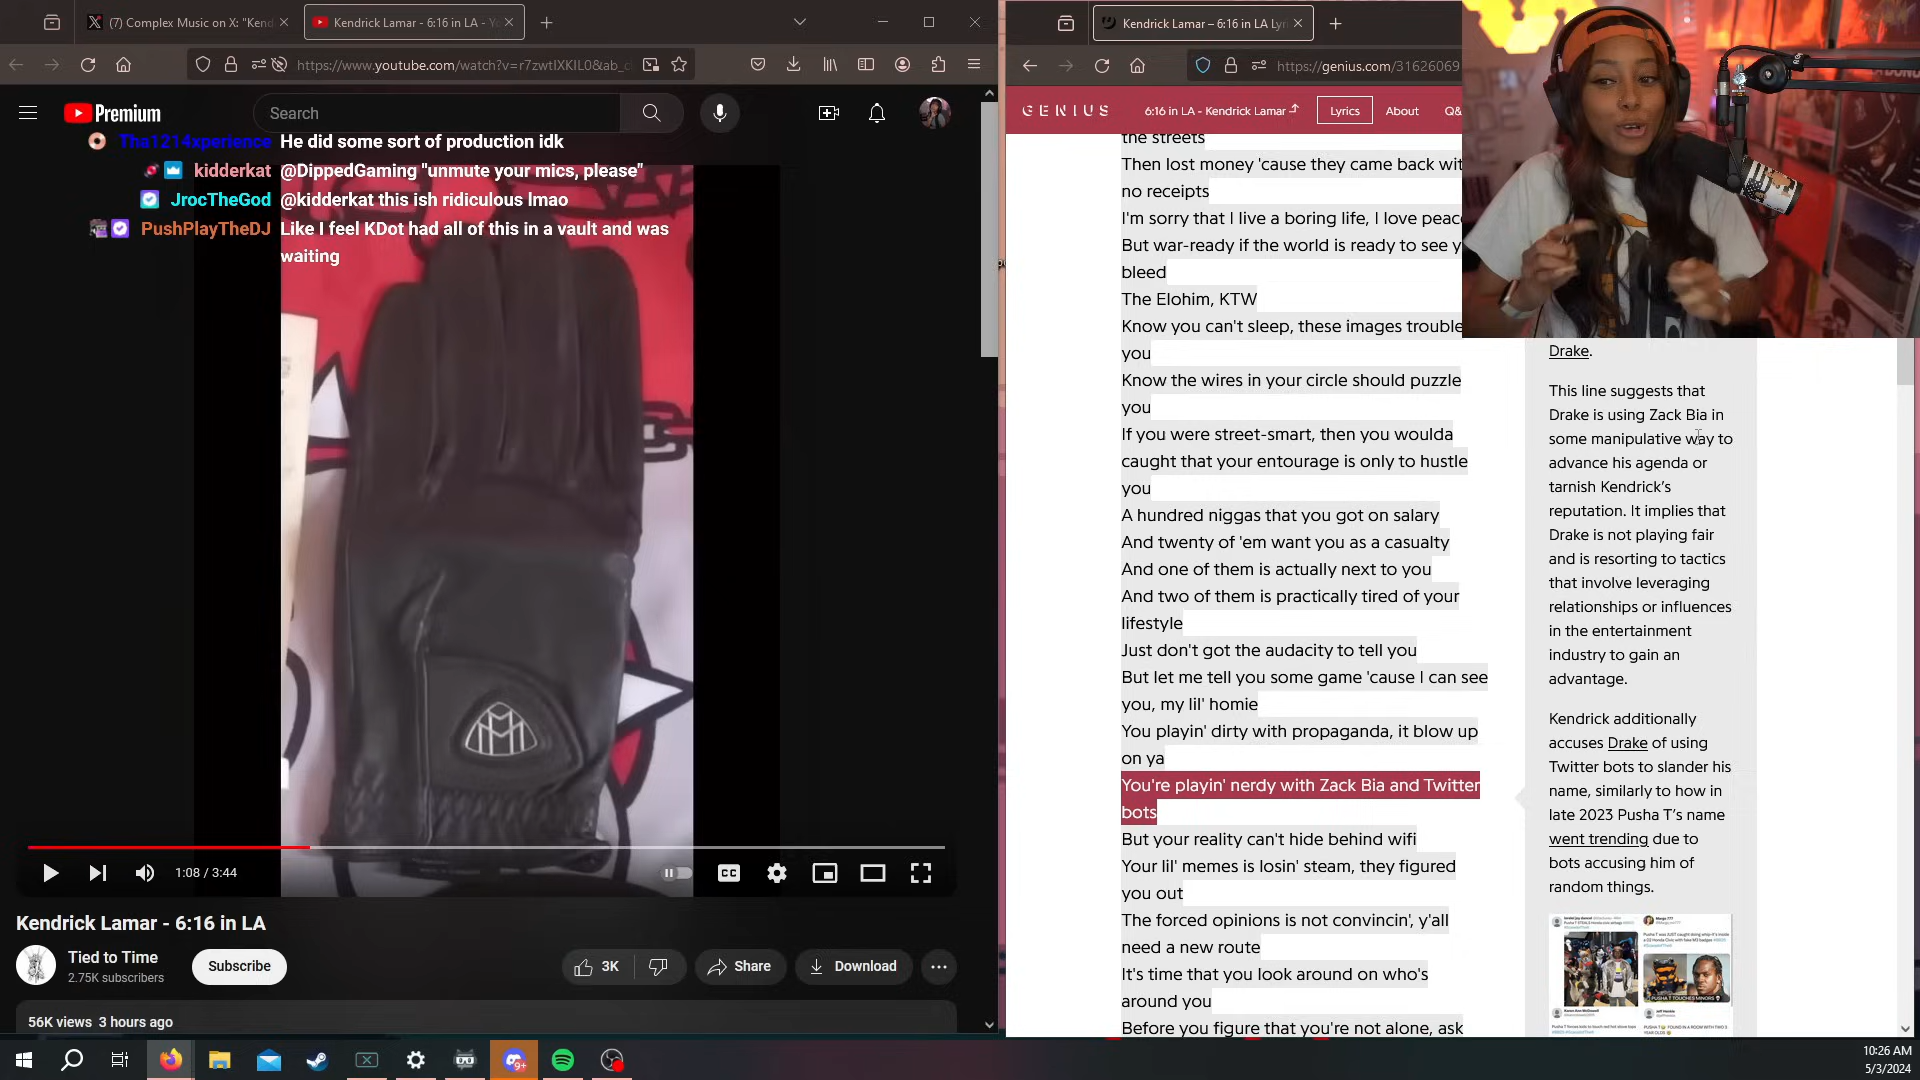 (7) Complex Music on X: "Kend
Kendrick Lamar - 6:16 in LA - Yo
https://www.youtube.com/watch?v=r7zwtIXKIL0&ab_c
Premium
Search
Tha1214xperience He did some sort of production idk
kidderkat @DippedGaming "unmute your mics, please"
JrocTheGod @kidderkat this ish ridiculous lmao
PushPlayTheDJ Like I feel KDot had all of this in a vault and was
waiting
1:08 / 3:44
CC
Kendrick Lamar - 6:16 in LA
Tied to Time
2.75K subscribers
Subscribe
3K
Share
Download
56K views 3 hours ago
Kendrick Lamar – 6:16 in LA Lyri
https://genius.com/31626069
GENIUS
6:16 in LA - Kendrick Lamar
Lyrics
About
Q&
the streets
Then lost money 'cause they came back wit
no receipts
I'm sorry that I live a boring life, I love peac
But war-ready if the world is ready to see y
bleed
The Elohim, KTW
Know you can't sleep, these images trouble
you
Know the wires in your circle should puzzle
you
If you were street-smart, then you woulda
caught that your entourage is only to hustle
you
A hundred niggas that you got on salary
And twenty of 'em want you as a casualty
And one of them is actually next to you
And two of them is practically tired of your
lifestyle
Just don't got the audacity to tell you
But let me tell you some game 'cause I can see
you, my lil' homie
You playin' dirty with propaganda, it blow up
on ya
You're playin' nerdy with Zack Bia and Twitter
bots
But your reality can't hide behind wifi
Your lil' memes is losin' steam, they figured
you out
The forced opinions is not convincin', y'all
need a new route
It's time that you look around on who's
around you
Before you figure that you're not alone, ask
Drake.
This line suggests that
Drake is using Zack Bia in
some manipulative way to
advance his agenda or
tarnish Kendrick's
reputation. It implies that
Drake is not playing fair
and is resorting to tactics
that involve leveraging
relationships or influences
in the entertainment
industry to gain an
advantage.
Kendrick additionally
accuses Drake of using
Twitter bots to slander his
name, similarly to how in
late 2023 Pusha T's name
went trending due to
bots accusing him of
random things.
PUSHA T TOUCHES MINORS
9+
10:26 AM
5/3/2024